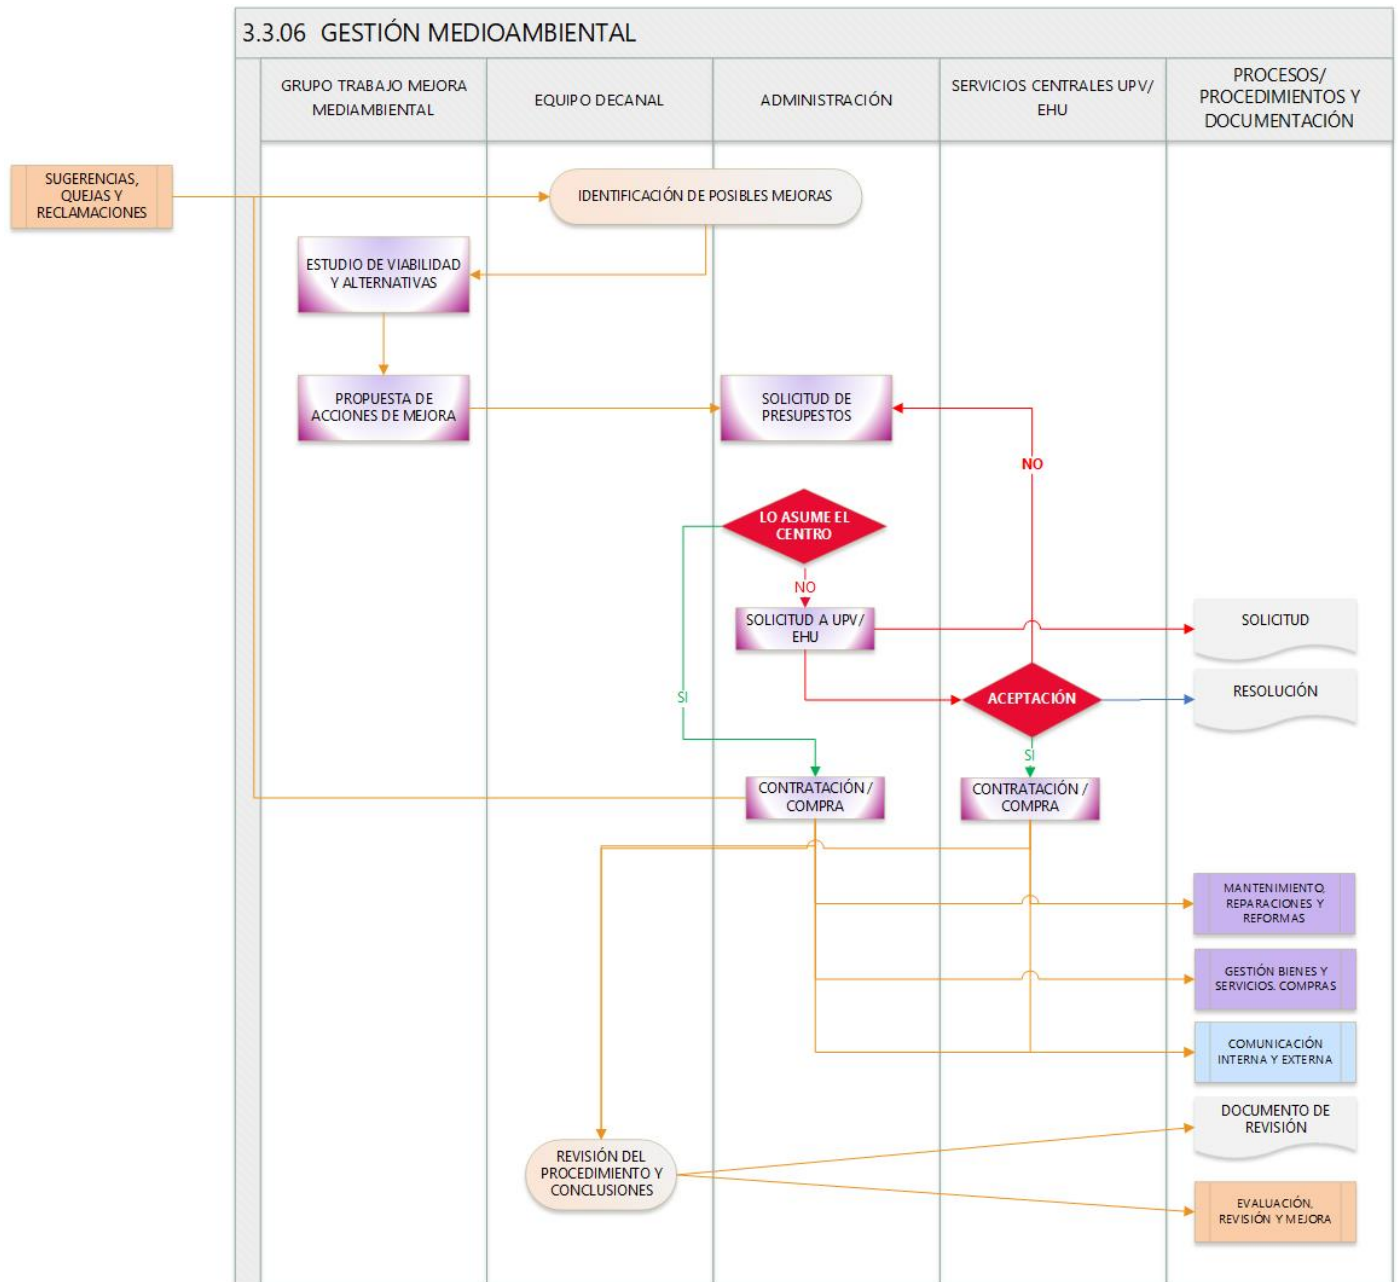 3.3.06 GESTIÓN MEDIOAMBIENTAL
GRUPO TRABAJO MEJORA
MEDIAMBIENTAL
EQUIPO DECANAL
ADMINISTRACIÓN
SERVICIOS CENTRALES UPV/
EHU
PROCESOS/
PROCEDIMIENTOS Y
DOCUMENTACIÓN
SUGERENCIAS,
QUEJAS Y
RECLAMACIONES
IDENTIFICACIÓN DE POSIBLES MEJORAS
ESTUDIO DE VIABILIDAD
Y ALTERNATIVAS
PROPUESTA DE
ACCIONES DE MEJORA
SOLICITUD DE
PRESUPESTOS
NO
LO ASUME EL
CENTRO
NO
SOLICITUD A UPV/
EHU
SOLICITUD
SI
ACEPTACIÓN
RESOLUCIÓN
SI
CONTRATACIÓN /
COMPRA
CONTRATACIÓN /
COMPRA
MANTENIMIENTO,
REPARACIONES Y
REFORMAS
GESTIÓN BIENES Y
SERVICIOS. COMPRAS
COMUNICACIÓN
INTERNA Y EXTERNA
DOCUMENTO DE
REVISIÓN
REVISIÓN DEL
PROCEDIMIENTO Y
CONCLUSIONES
EVALUACIÓN,
REVISIÓN Y MEJORA